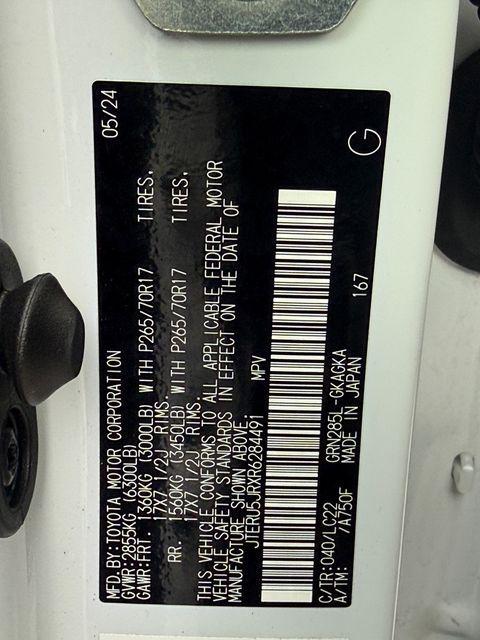 MFD.BY:TOYOTA MOTOR CORPORATION 05/24
GVWR:2855KG (6300LB)
GAWR:FRT. 1360KG (3000LB) WITH P265/70R17 TIRES,
17X7 1/2J RIMS.
RR. 1560KG (3450LB) WITH P265/70R17 TIRES,
17X7 1/2J RIMS.
THIS VEHICLE CONFORMS TO ALL APPLICABLE FEDERAL MOTOR
VEHICLE SAFETY STANDARDS IN EFFECT ON THE DATE OF
MANUFACTURE SHOWN ABOVE.
JTERU5JRXR6284491 MPV
G
C/TR:040/LC22 GRN285L-GKAGKA
A/TM: /A750F MADE IN JAPAN 167